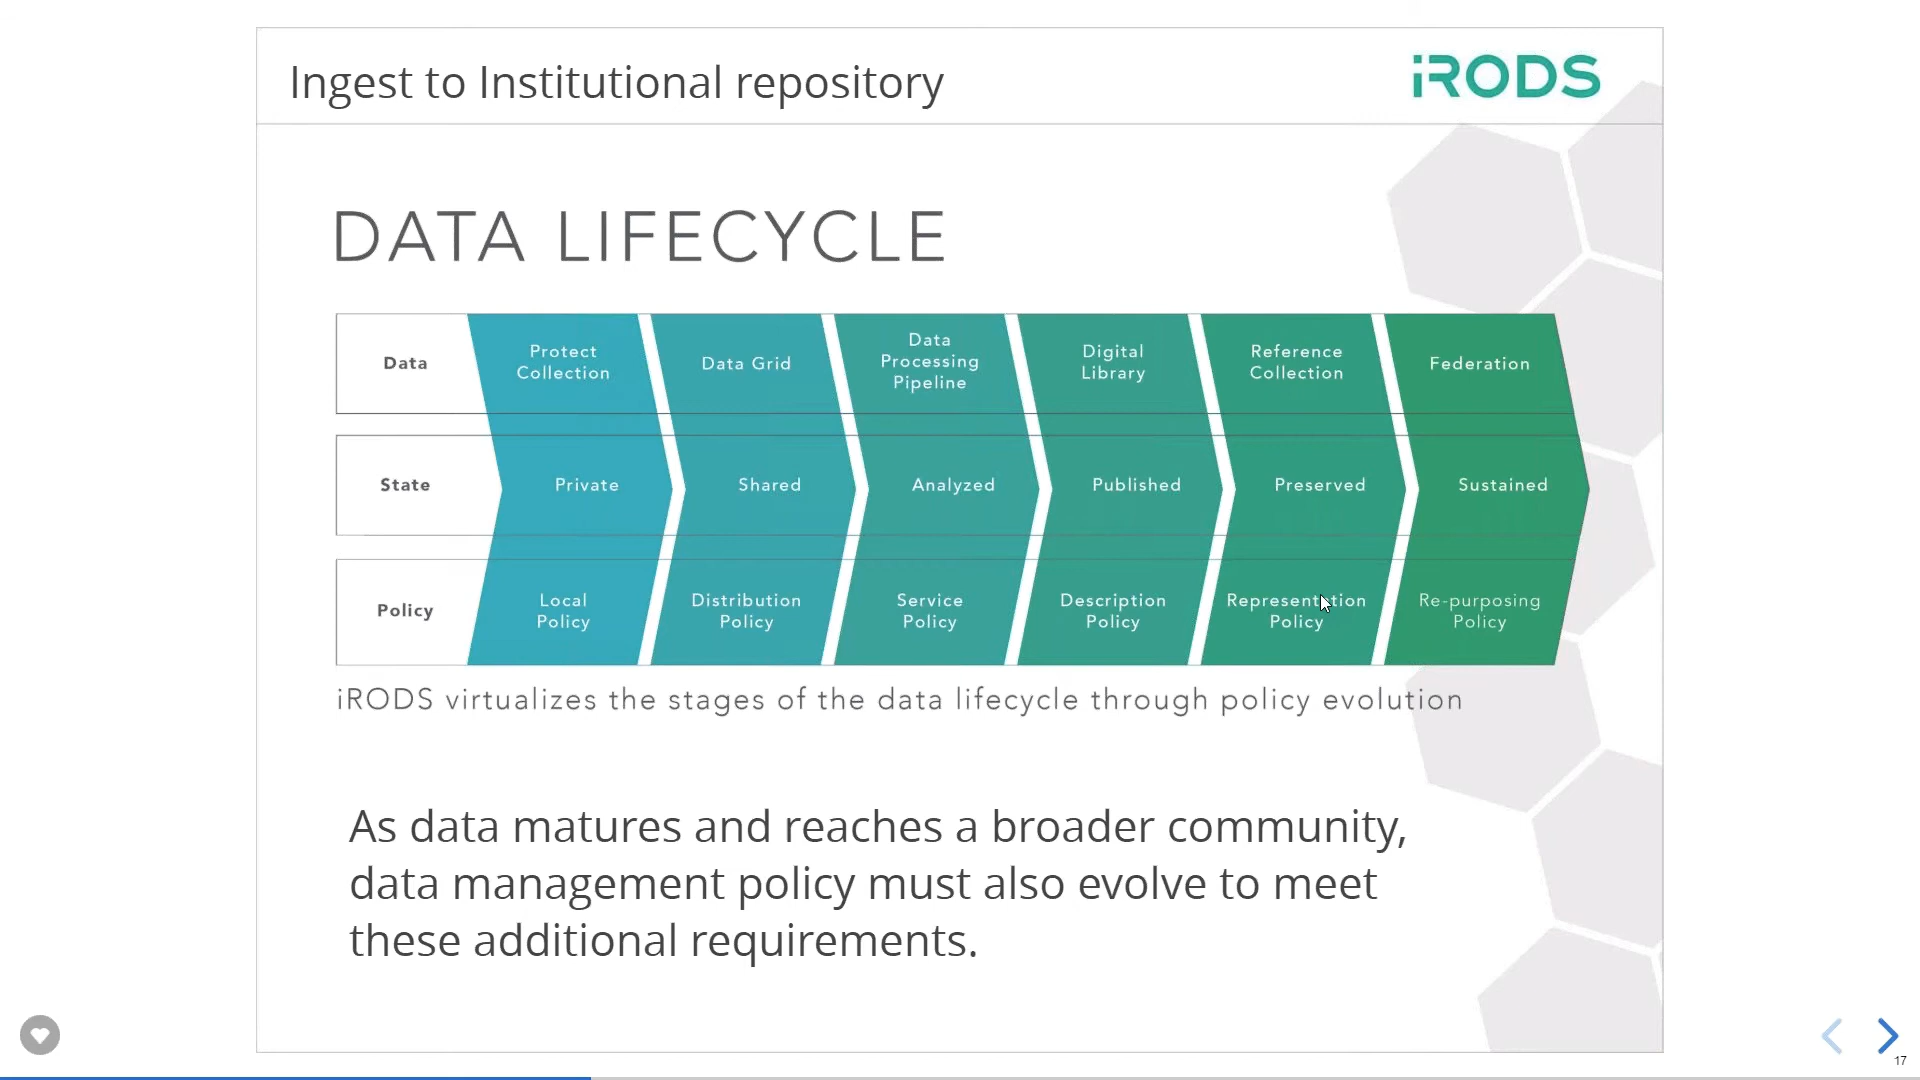 Ingest to Institutional repository
iRODS
DATA LIFECYCLE
Data
Protect
Collection
Data Grid
Data
Processing
Pipeline
Digital
Library
Reference
Collection
Federation
State
Private
Shared
Analyzed
Published
Preserved
Sustained
Policy
Local
Policy
Distribution
Policy
Service
Policy
Description
Policy
Representation
Policy
Re-purposing
Policy
iRODS virtualizes the stages of the data lifecycle through policy evolution
As data matures and reaches a broader community,
data management policy must also evolve to meet
these additional requirements.
17